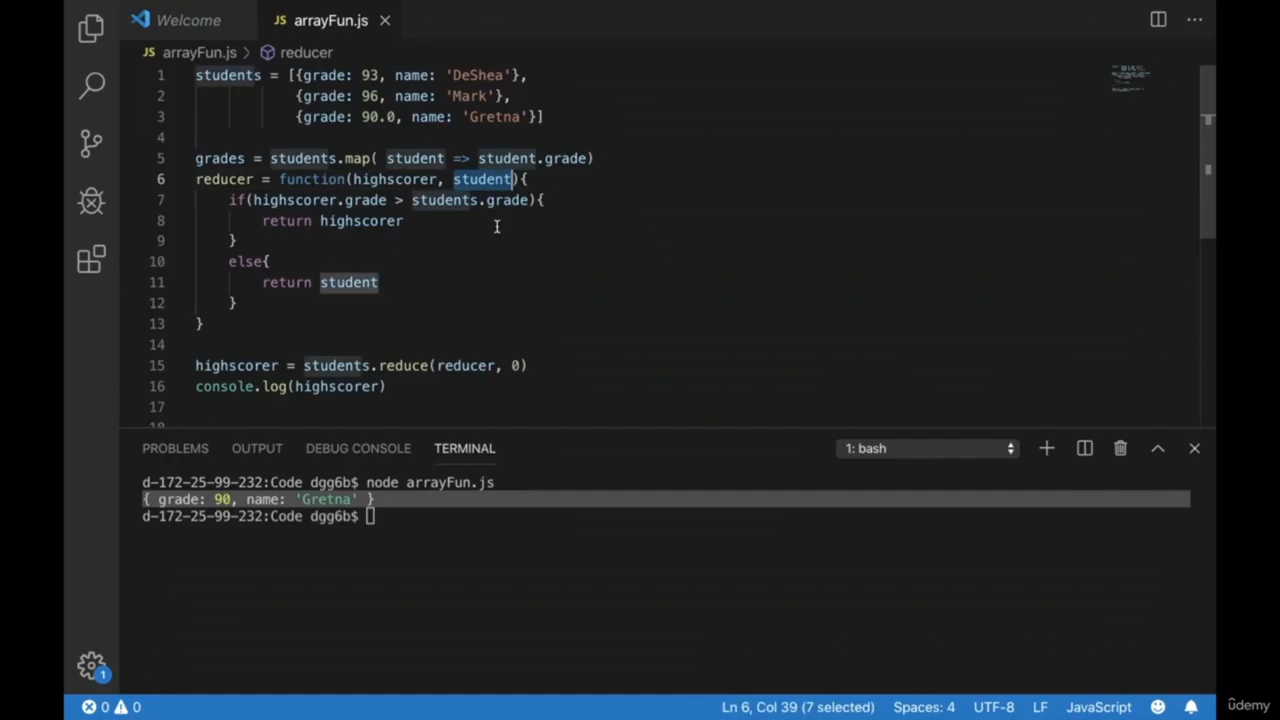 Welcome
JS arrayFun.js
JS arrayFun.js > reducer
1 students = [{grade: 93, name: 'DeShea'},
2 {grade: 96, name: 'Mark'},
3 {grade: 90.0, name: 'Gretna'}]
4
5 grades = students.map( student => student.grade)
6 reducer = function(highscorer, student){
7 if(highscorer.grade > students.grade){
8 return highscorer
9 }
10 else{
11 return student
12 }
13 }
14
15 highscorer = students.reduce(reducer, 0)
16 console.log(highscorer)
17
18
PROBLEMS OUTPUT DEBUG CONSOLE TERMINAL 1: bash
d-172-25-99-232:Code dgg6b$ node arrayFun.js
{ grade: 90, name: 'Gretna' }
d-172-25-99-232:Code dgg6b$
1
0 0 Ln 6, Col 39 (7 selected) Spaces: 4 UTF-8 LF JavaScript
ûdemy